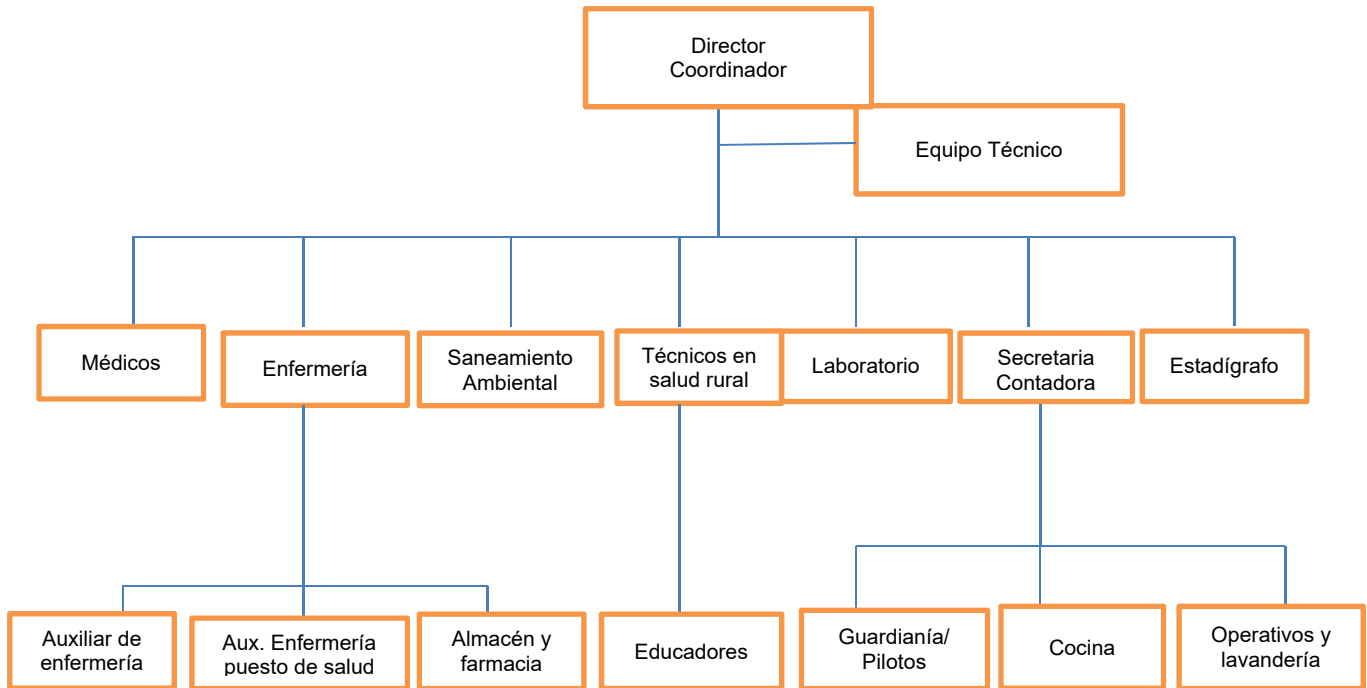 Director
Coordinador
Equipo Técnico
Médicos
Enfermería
Saneamiento
Ambiental
Técnicos en
salud rural
Laboratorio
Secretaria
Contadora
Estadígrafo
Auxiliar de
enfermería
Aux. Enfermería
puesto de salud
Almacén y
farmacia
Educadores
Guardianía/
Pilotos
Cocina
Operativos y
lavandería